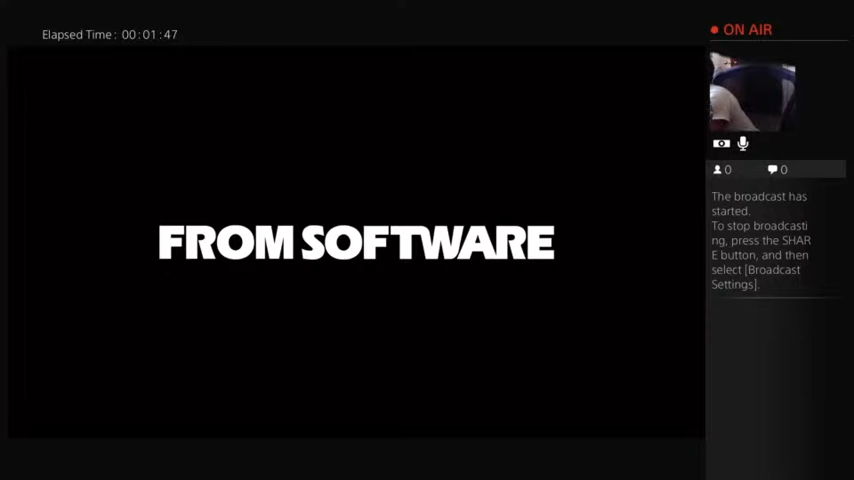 Elapsed Time : 00:01:47
ON AIR
FROM SOFTWARE
0 0
The broadcast has
started.
To stop broadcasti
ng, press the SHAR
E button, and then
select [Broadcast
Settings].